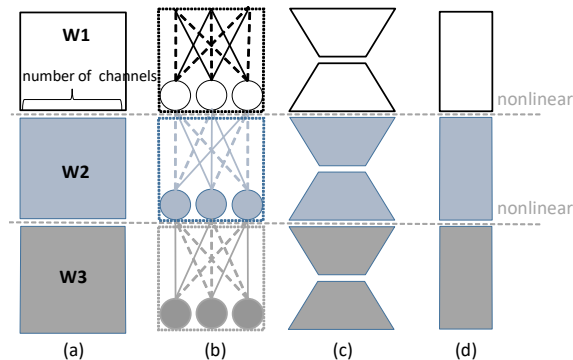 W1
number of channels
nonlinear
W2
nonlinear
W3
(a) (b) (c) (d)